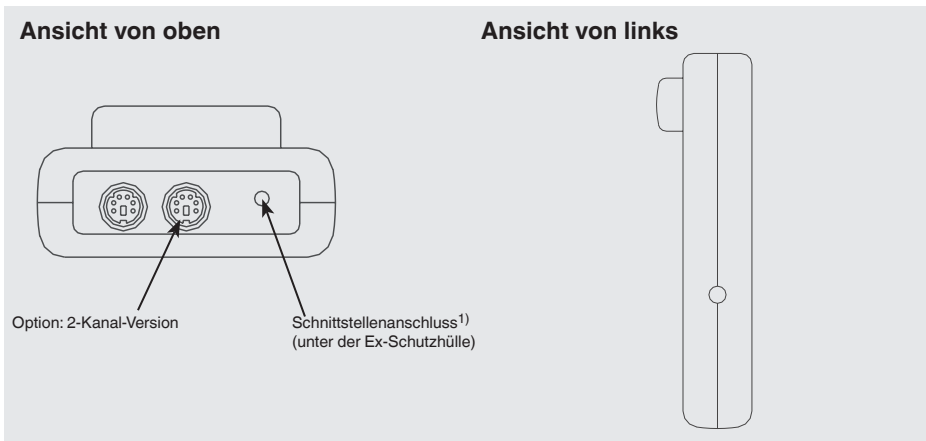 Ansicht von oben
Ansicht von links
Option: 2-Kanal-Version
Schnittstellenanschluss1)
(unter der Ex-Schutzhülle)